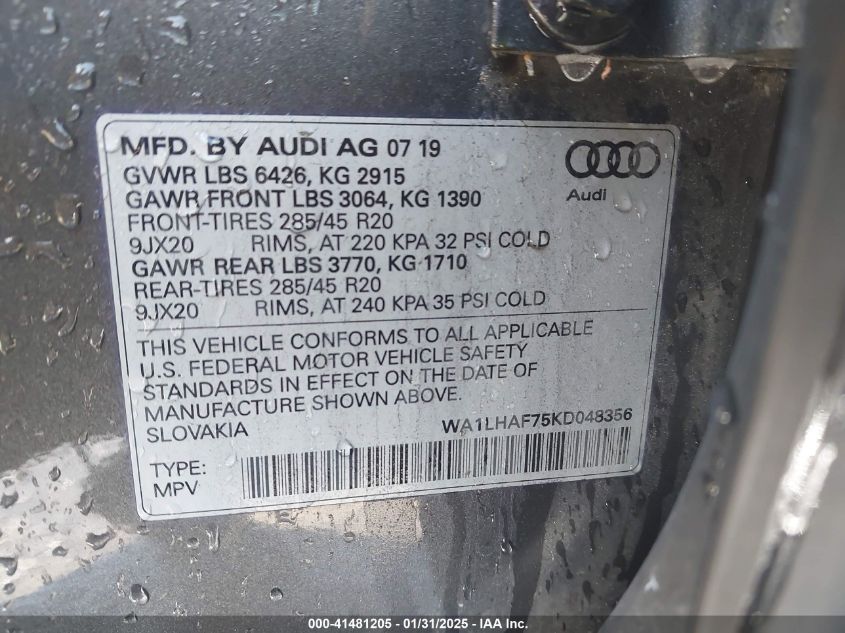 MFD. BY AUDI AG 07 19
GVWR LBS 6426, KG 2915
GAWR FRONT LBS 3064, KG 1390
FRONT-TIRES 285/45 R20
9JX20 RIMS, AT 220 KPA 32 PSI COLD
GAWR REAR LBS 3770, KG 1710
REAR-TIRES 285/45 R20
9JX20 RIMS, AT 240 KPA 35 PSI COLD
Audi
THIS VEHICLE CONFORMS TO ALL APPLICABLE
U.S. FEDERAL MOTOR VEHICLE SAFETY
STANDARDS IN EFFECT ON THE DATE OF
MANUFACTURE SHOWN ABOVE.
SLOVAKIA WA1LHAF75KD048356
TYPE:
MPV
000-41481205 - 01/31/2025 - IAA Inc.